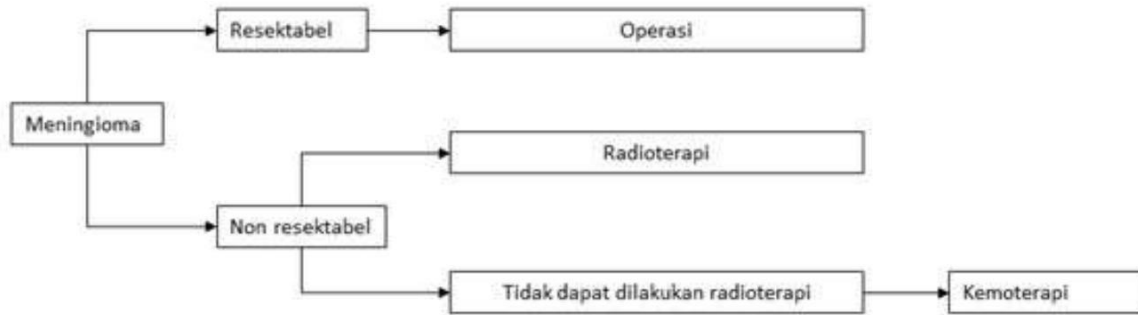 Resektabel
Operasi
Meningioma
Radioterapi
Non resektabel
Tidak dapat dilakukan radioterapi
Kemoterapi